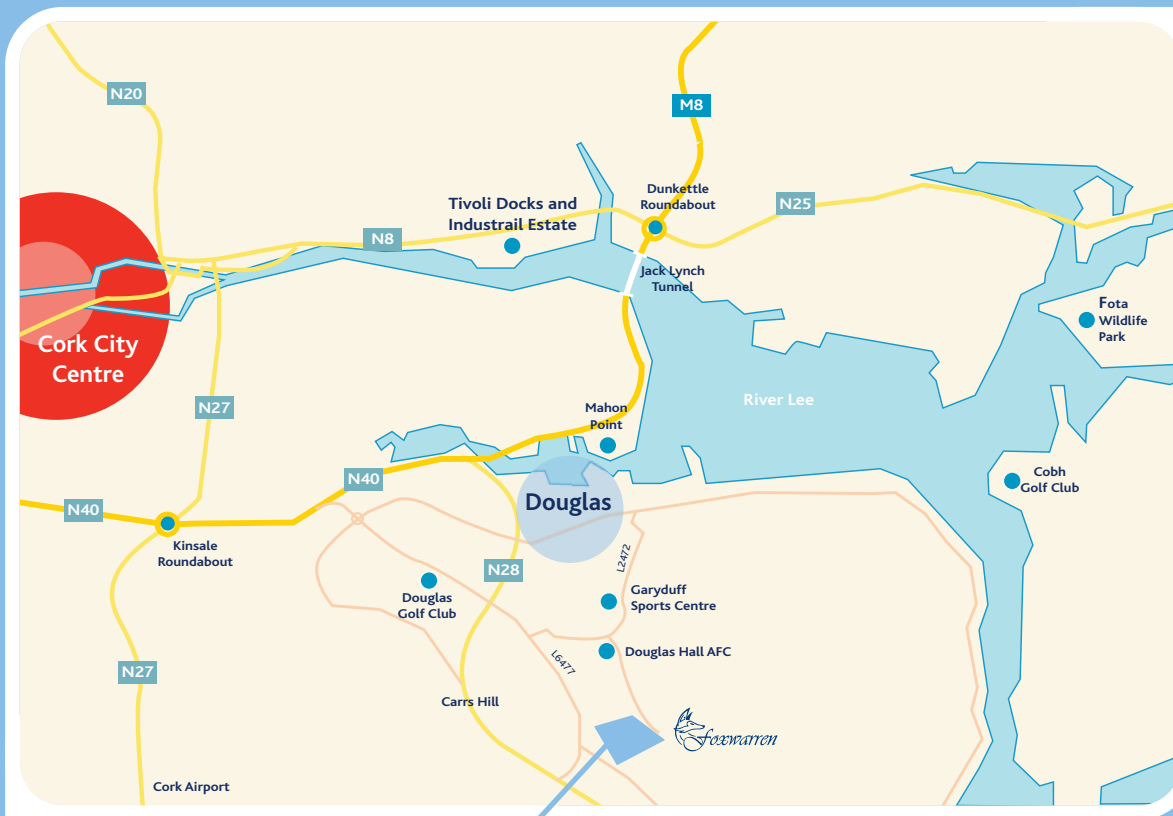 N20
M8
Dunkettle
Roundabout
Tivoli Docks and
Industrail Estate
N25
N8
Jack Lynch
Tunnel
Fota
Wildlife
Park
Cork City
Centre
River Lee
N27
Mahon
Point
N40
Cobh
Golf Club
Douglas
N40
Kinsale
Roundabout
L2472
N28
Douglas
Golf Club
Garyduff
Sports Centre
Douglas Hall AFC
L6477
N27
Carrs Hill
Foxwarren
Cork Airport